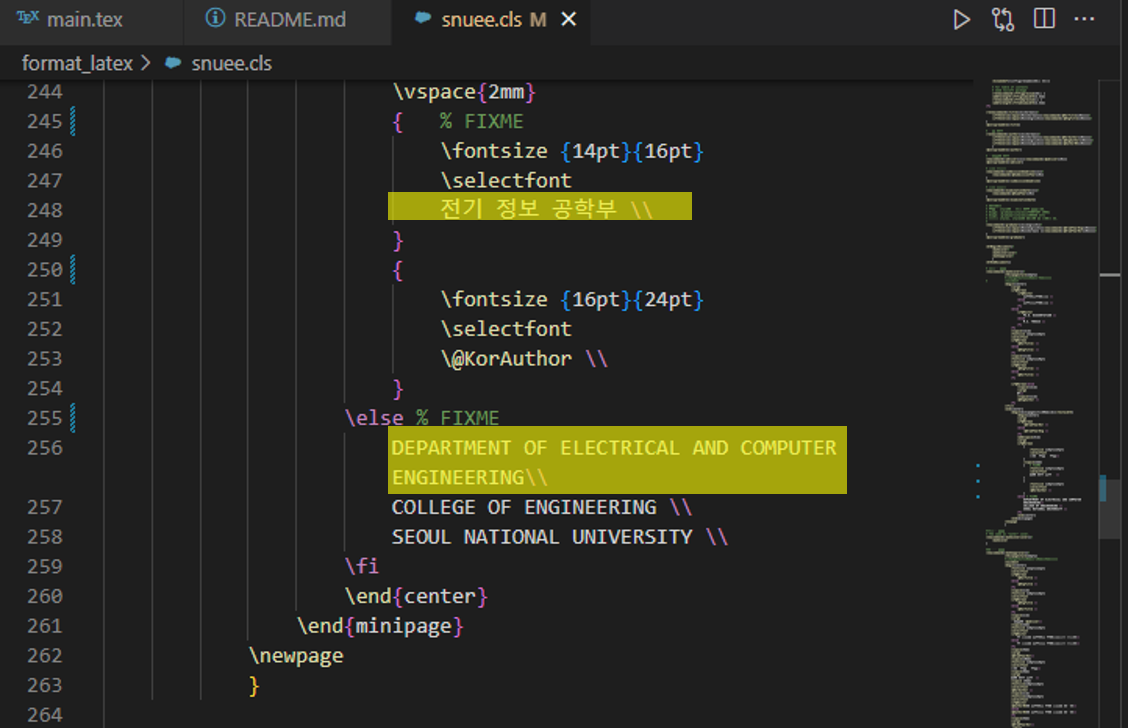 main.tex README.md snuee.cls M
format_latex > snuee.cls
244 \vspace{2mm}
245 { % FIXME
246 \fontsize {14pt}{16pt}
247 \selectfont
248 전기 정보 공학부 \\
249 }
250 {
251 \fontsize {16pt}{24pt}
252 \selectfont
253 \@KorAuthor \\
254 }
255 \else % FIXME
256 DEPARTMENT OF ELECTRICAL AND COMPUTER
ENGINEERING\\
257 COLLEGE OF ENGINEERING \\
258 SEOUL NATIONAL UNIVERSITY \\
259 \fi
260 \end{center}
261 \end{minipage}
262 \newpage
263 }
264